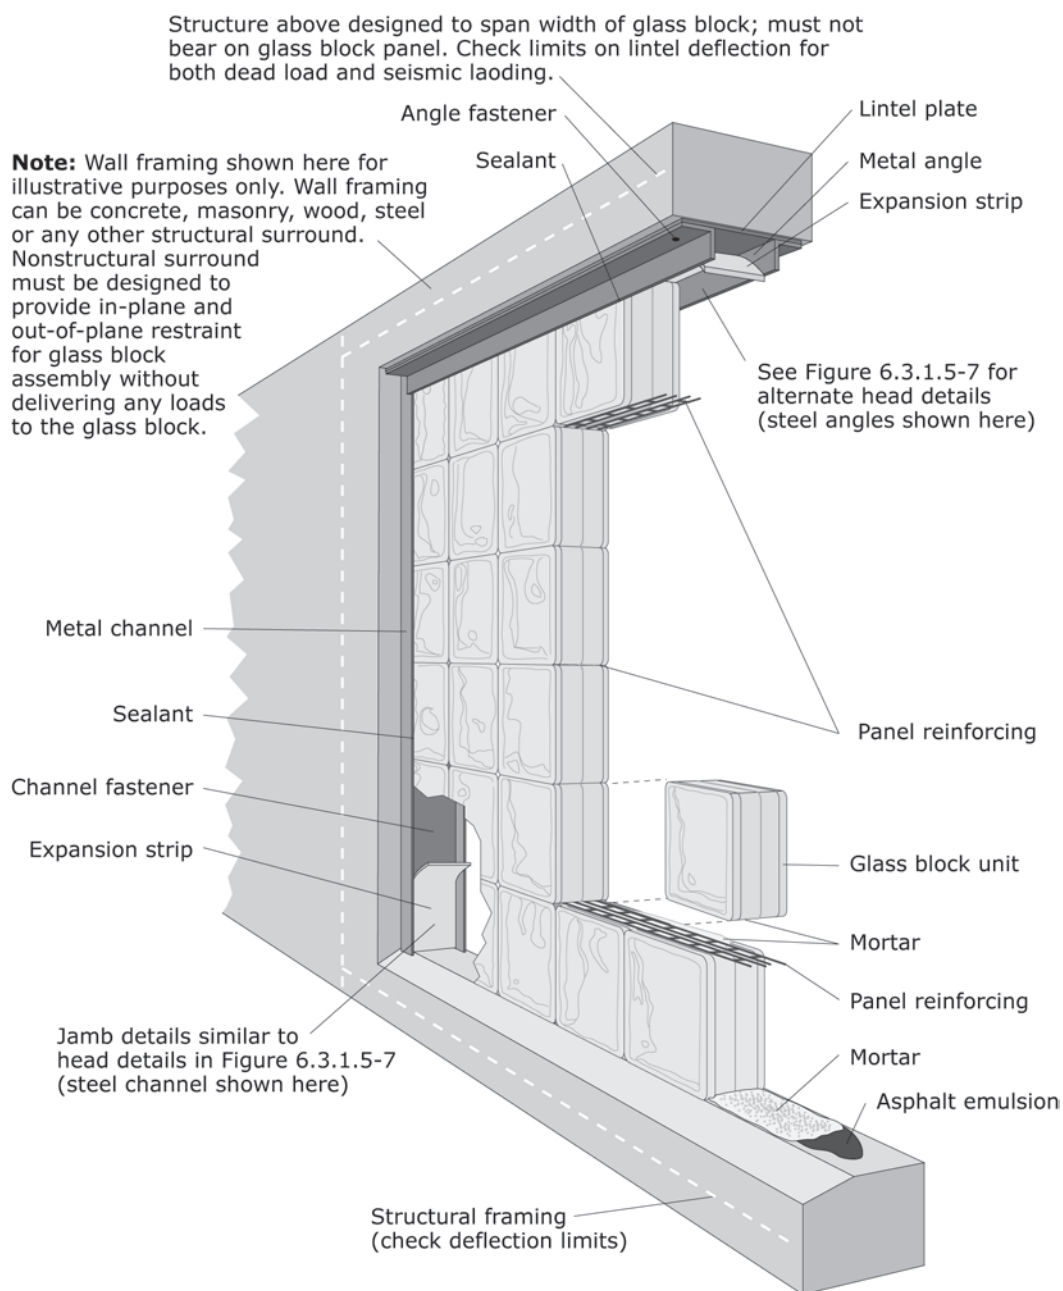 Structure above designed to span width of glass block; must not
bear on glass block panel. Check limits on lintel deflection for
both dead load and seismic laoding.
Angle fastener
Lintel plate
Note: Wall framing shown here for
illustrative purposes only. Wall framing
can be concrete, masonry, wood, steel
or any other structural surround.
Nonstructural surround
must be designed to
provide in-plane and
out-of-plane restraint
for glass block
assembly without
delivering any loads
to the glass block.
Sealant
Metal angle
Expansion strip
See Figure 6.3.1.5-7 for
alternate head details
(steel angles shown here)
Metal channel
Sealant
Channel fastener
Expansion strip
Panel reinforcing
Glass block unit
Mortar
Panel reinforcing
Jamb details similar to
head details in Figure 6.3.1.5-7
(steel channel shown here)
Mortar
Asphalt emulsion
Structural framing
(check deflection limits)